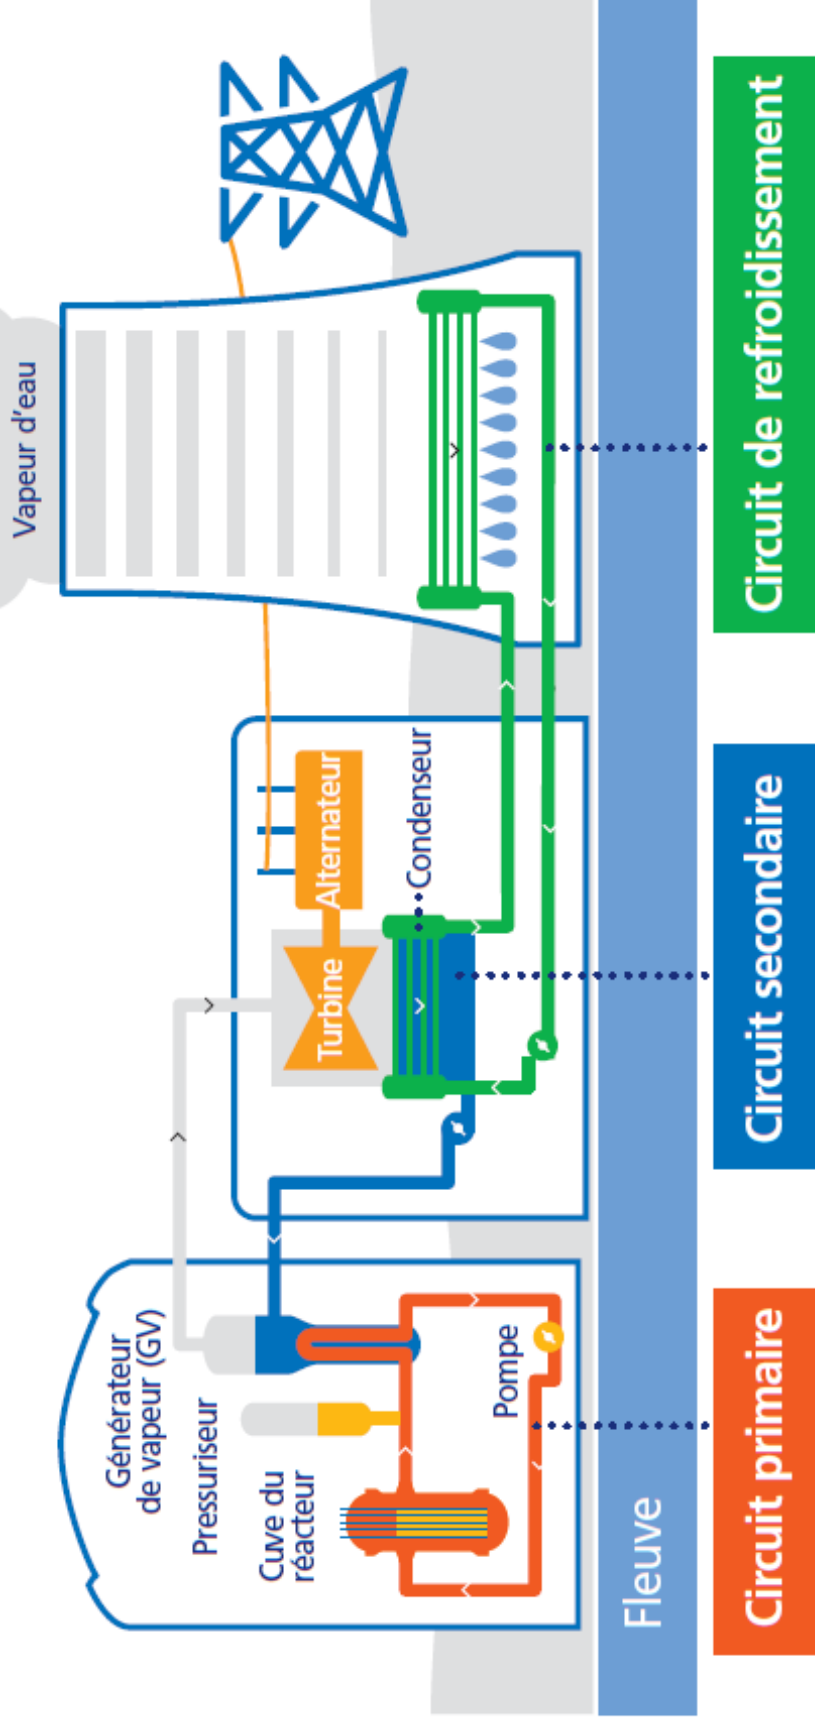 Vapeur d'eau
Générateur
de vapeur (GV)
Pressuriseur
Cuve du
réacteur
Pompe
Turbine
Alternateur
Condenseur
Fleuve
Circuit primaire
Circuit secondaire
Circuit de refroidissement